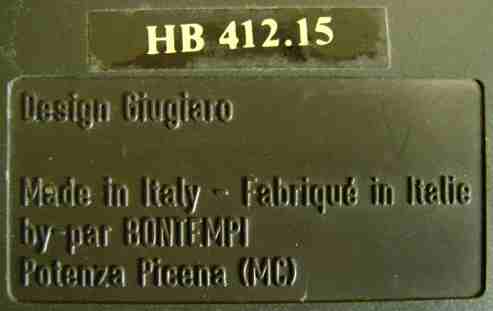 HB 412.15
Design Giugiaro
Made in Italy - Fabriqué in Italie
by-par BONTEMPI
Potenza Picena (MC)